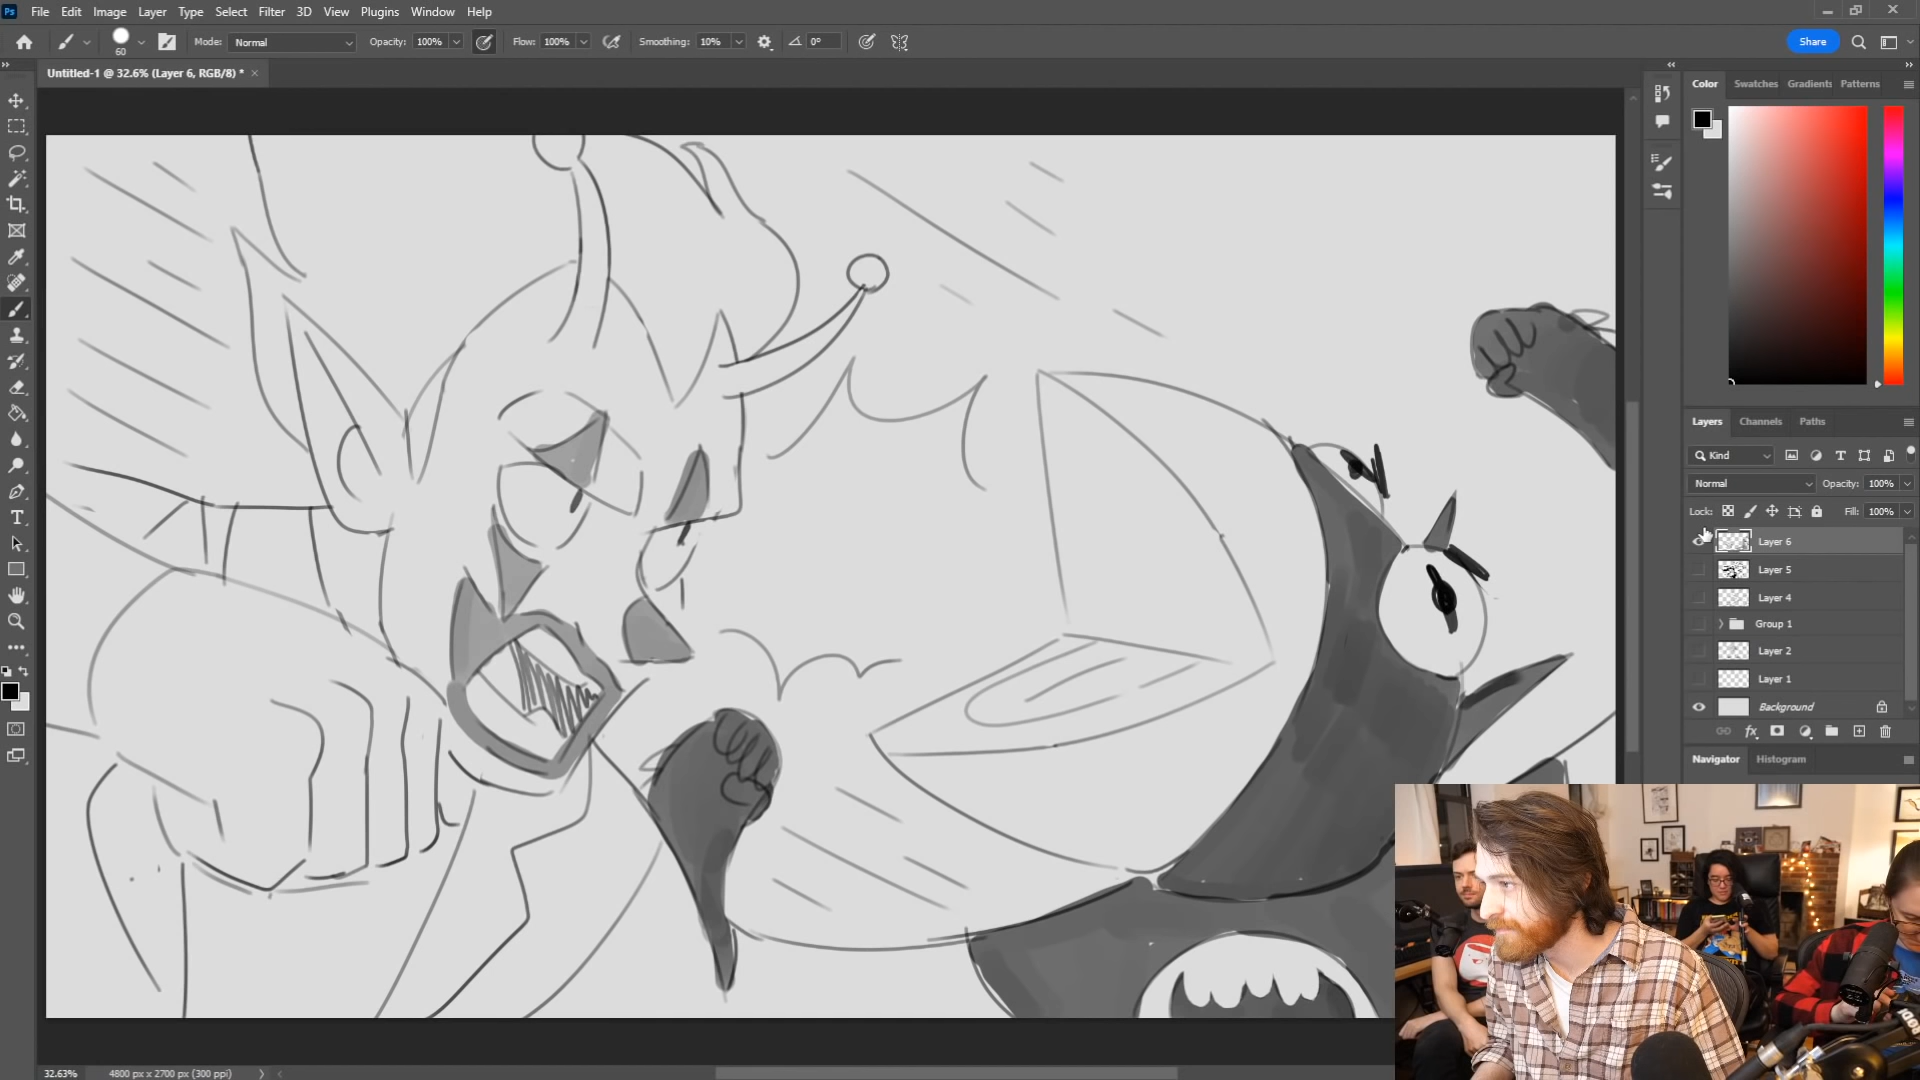 Ps File Edit Image Layer Type Select Filter 3D View Plugins Window Help
60 Mode: Normal Opacity: 100% Flow: 100% Smoothing: 10% 0° Share
Untitled-1 @ 32.6% (Layer 6, RGB/8) *
Color Swatches Gradients Patterns
Layers Channels Paths
Kind
Normal Opacity: 100%
Lock: Fill: 100%
Layer 6
Layer 5
Layer 4
Group 1
Layer 2
Layer 1
Background
fx
Navigator Histogram
32.63% 4800 px x 2700 px (300 ppi)